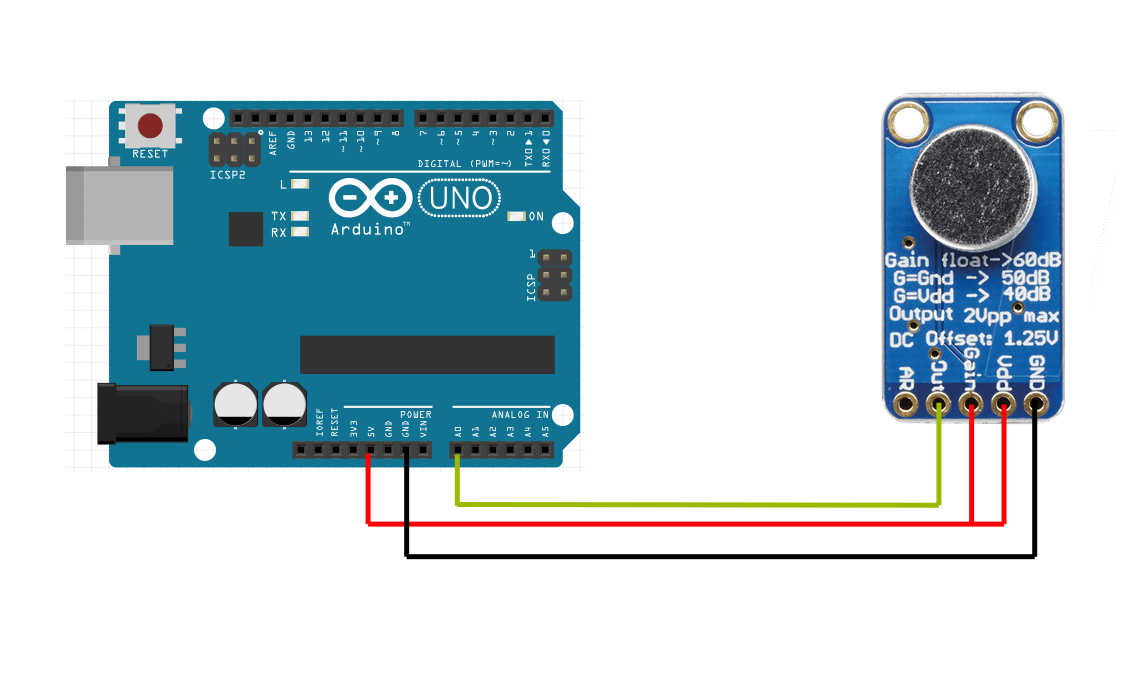 RESET
ICSP2
AREF
GND
13
12
~11
~10
~9
8
7
~6
~5
4
~3
2
TX0▶1
RX0◀0
DIGITAL (PWM=~)
L
TX
RX
UNO
Arduino™
ON
1
ICSP
IOREF
RESET
3V3
5V
GND
GND
VIN
POWER
A0
A1
A2
A3
A4
A5
ANALOG IN
Gain float->60dB
G=Gnd -> 50dB
G=Vdd -> 40dB
Output 2Vpp max
DC Offset: 1.25V
AR
Out
Gain
Vdd
GND